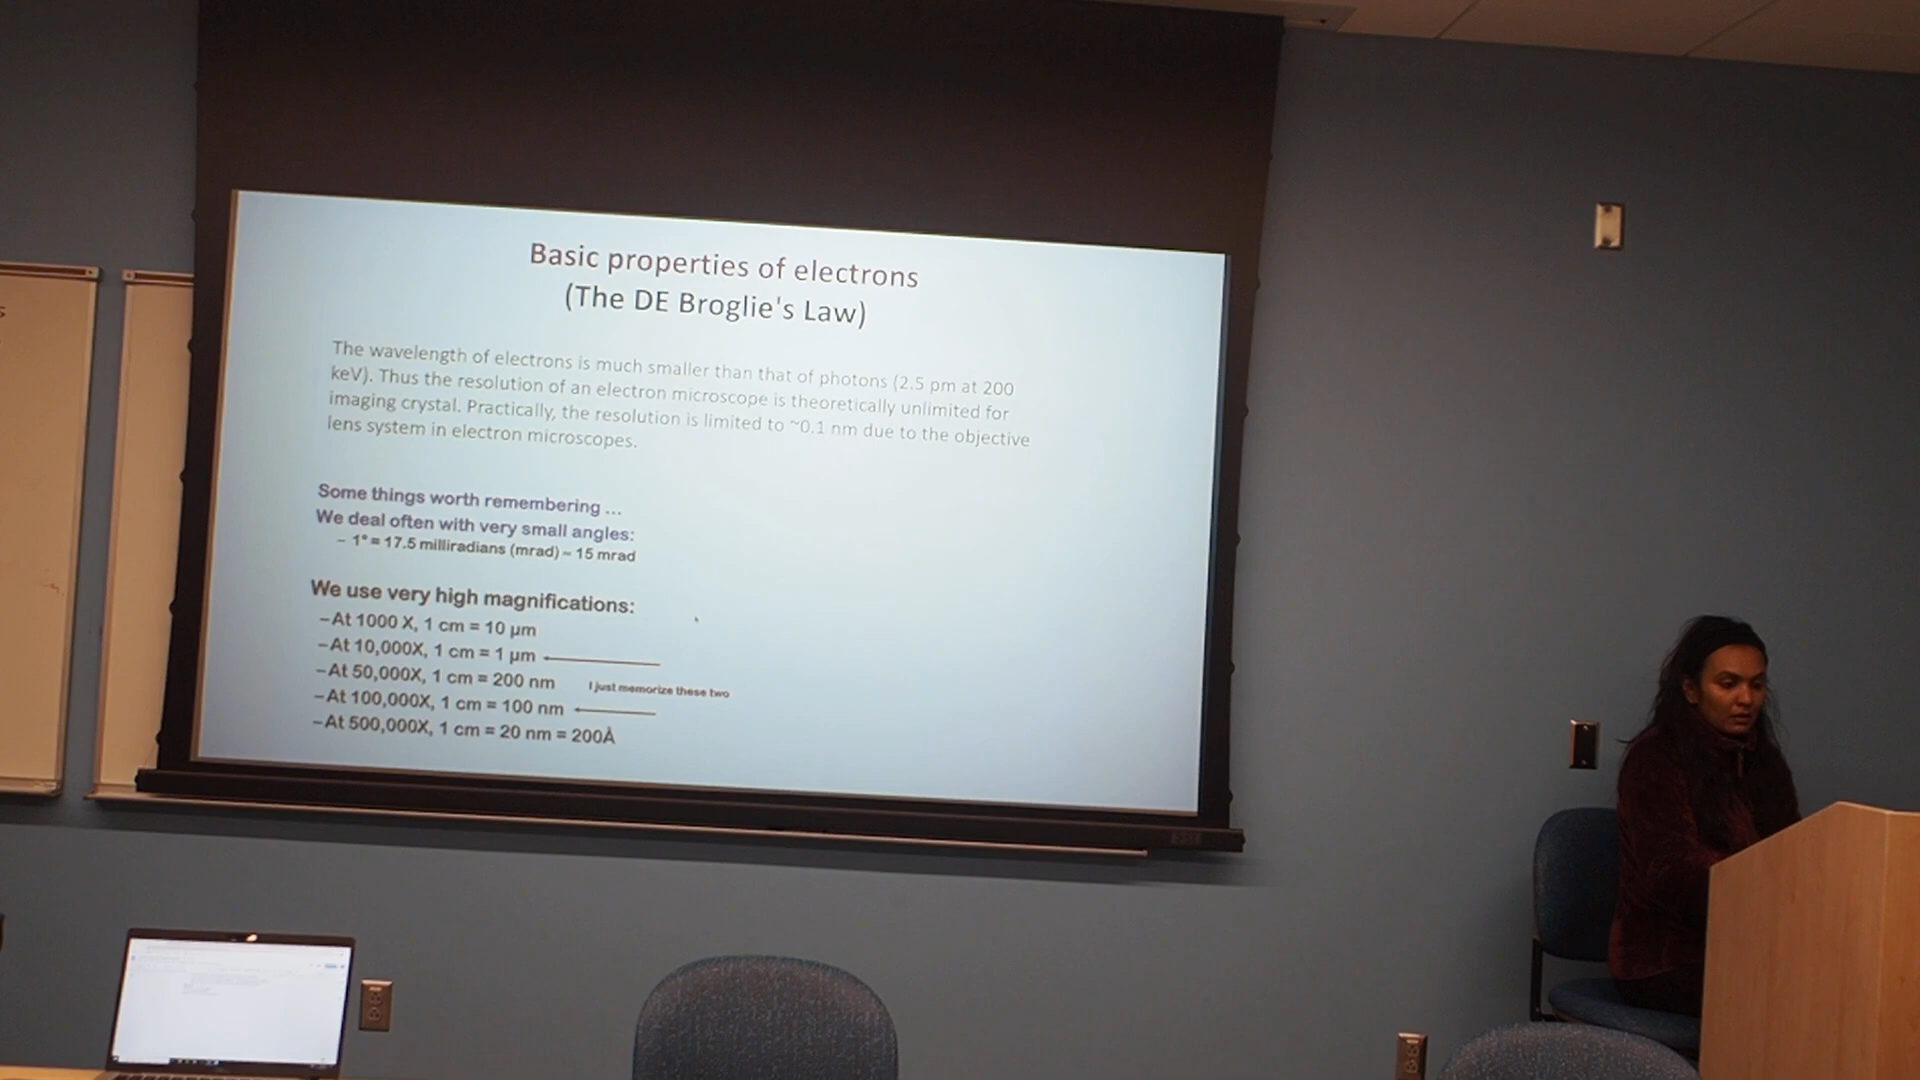 Basic properties of electrons
(The DE Broglie's Law)
The wavelength of electrons is much smaller than that of photons (2.5 pm at 200
keV). Thus the resolution of an electron microscope is theoretically unlimited for
imaging crystal. Practically, the resolution is limited to ~0.1 nm due to the objective
lens system in electron microscopes.
Some things worth remembering ...
We deal often with very small angles:
– 1° = 17.5 milliradians (mrad) ~ 15 mrad
We use very high magnifications:
–At 1000 X, 1 cm = 10 µm
–At 10,000X, 1 cm = 1 µm
–At 50,000X, 1 cm = 200 nm
I just memorize these two
–At 100,000X, 1 cm = 100 nm
–At 500,000X, 1 cm = 20 nm = 200Å